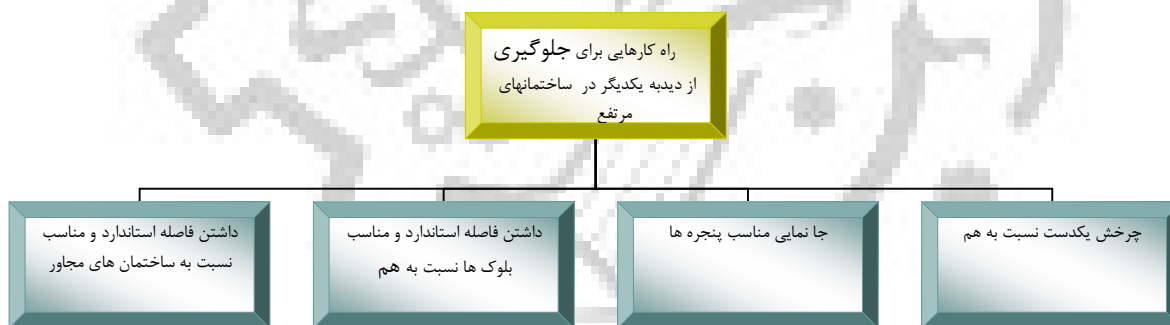 راه کارهایی برای جلوگیری
از دیدبه یکدیگر در ساختمانهای
مرتفع
چرخش یکدست نسبت به هم
جا نمایی مناسب پنجره ها
داشتن فاصله استاندارد و مناسب
بلوک ها نسبت به هم
داشتن فاصله استاندارد و مناسب
نسبت به ساختمان های مجاور